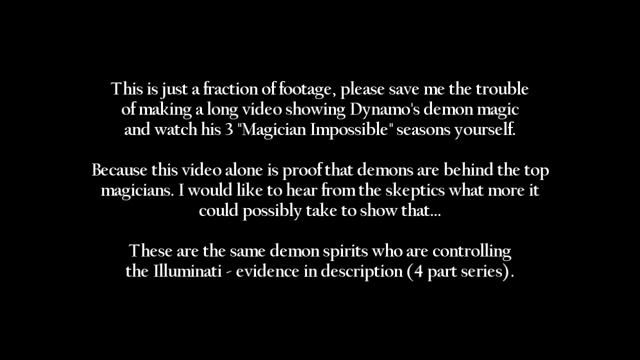 This is just a fraction of footage, please save me the trouble
of making a long video showing Dynamo's demon magic
and watch his 3 "Magician Impossible" seasons yourself.
Because this video alone is proof that demons are behind the top
magicians. I would like to hear from the skeptics what more it
could possibly take to show that...
These are the same demon spirits who are controlling
the Illuminati - evidence in description (4 part series).